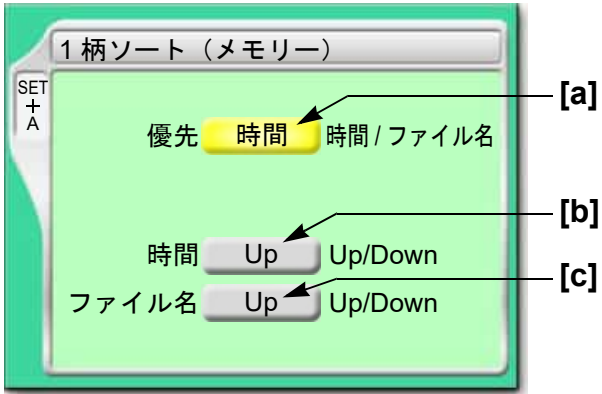 1 柄ソート（メモリー）
SET
+
A
[a]
優先 時間 時間 / ファイル名
[b]
時間 Up Up/Down
[c]
ファイル名 Up Up/Down